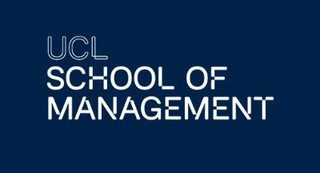 UCL
SCHOOL OF
MANAGEMENT